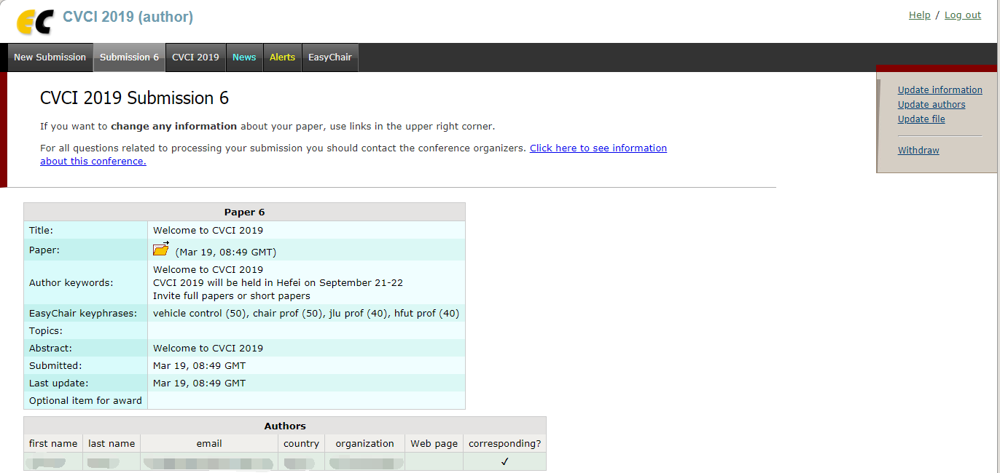 EC CVCI 2019 (author)
Help / Log out
New Submission Submission 6 CVCI 2019 News Alerts EasyChair
CVCI 2019 Submission 6
If you want to change any information about your paper, use links in the upper right corner.
For all questions related to processing your submission you should contact the conference organizers. Click here to see information
about this conference.
Update information
Update authors
Update file
Withdraw
Paper 6
Title: Welcome to CVCI 2019
Paper: (Mar 19, 08:49 GMT)
Author keywords: Welcome to CVCI 2019
CVCI 2019 will be held in Hefei on September 21-22
Invite full papers or short papers
EasyChair keyphrases: vehicle control (50), chair prof (50), jlu prof (40), hfut prof (40)
Topics:
Abstract: Welcome to CVCI 2019
Submitted: Mar 19, 08:49 GMT
Last update: Mar 19, 08:49 GMT
Optional item for award
Authors
first name last name email country organization Web page corresponding?
✓